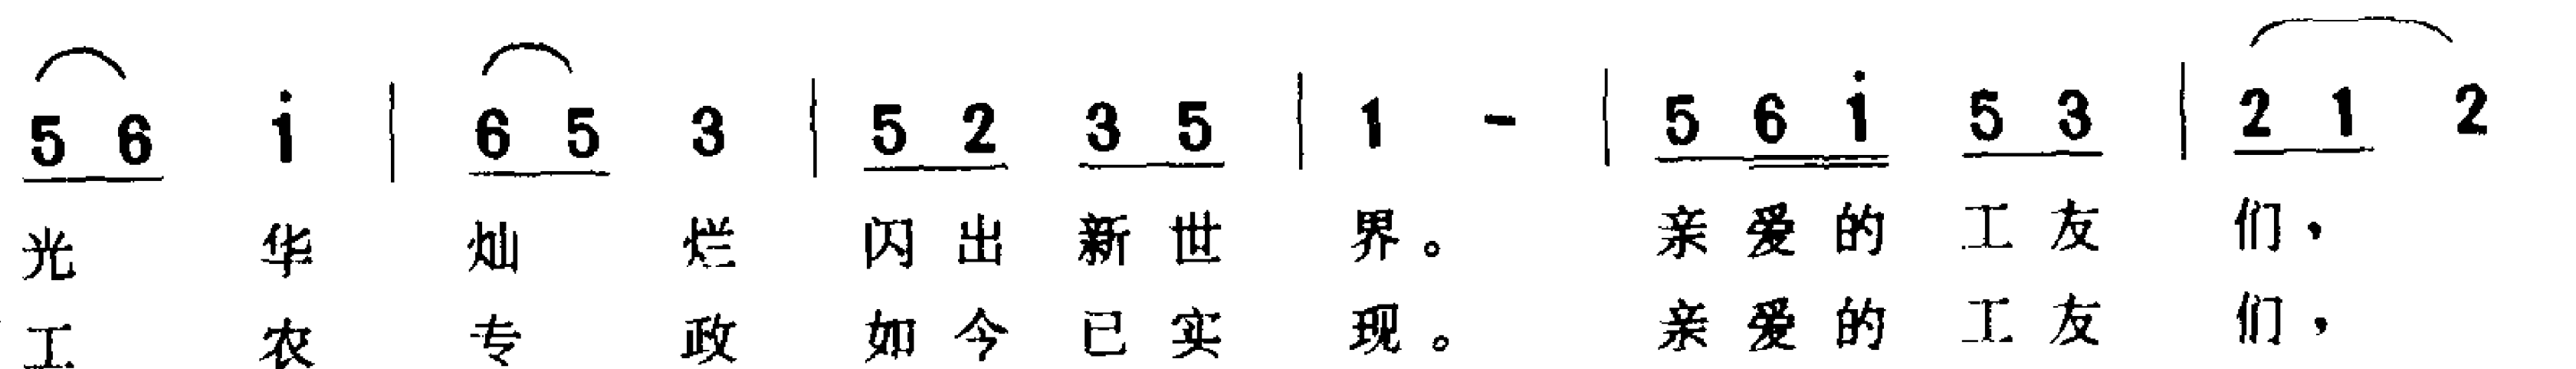 5 6 i | 6 5 3 | 5 2 3 5 | 1 - | 5 6 i 5 3 | 2 1 2
光 华 灿 烂 闪 出 新 世 界。 亲 爱 的 工 友 们，
工 农 专 政 如 今 已 实 现。 亲 爱 的 工 友 们，